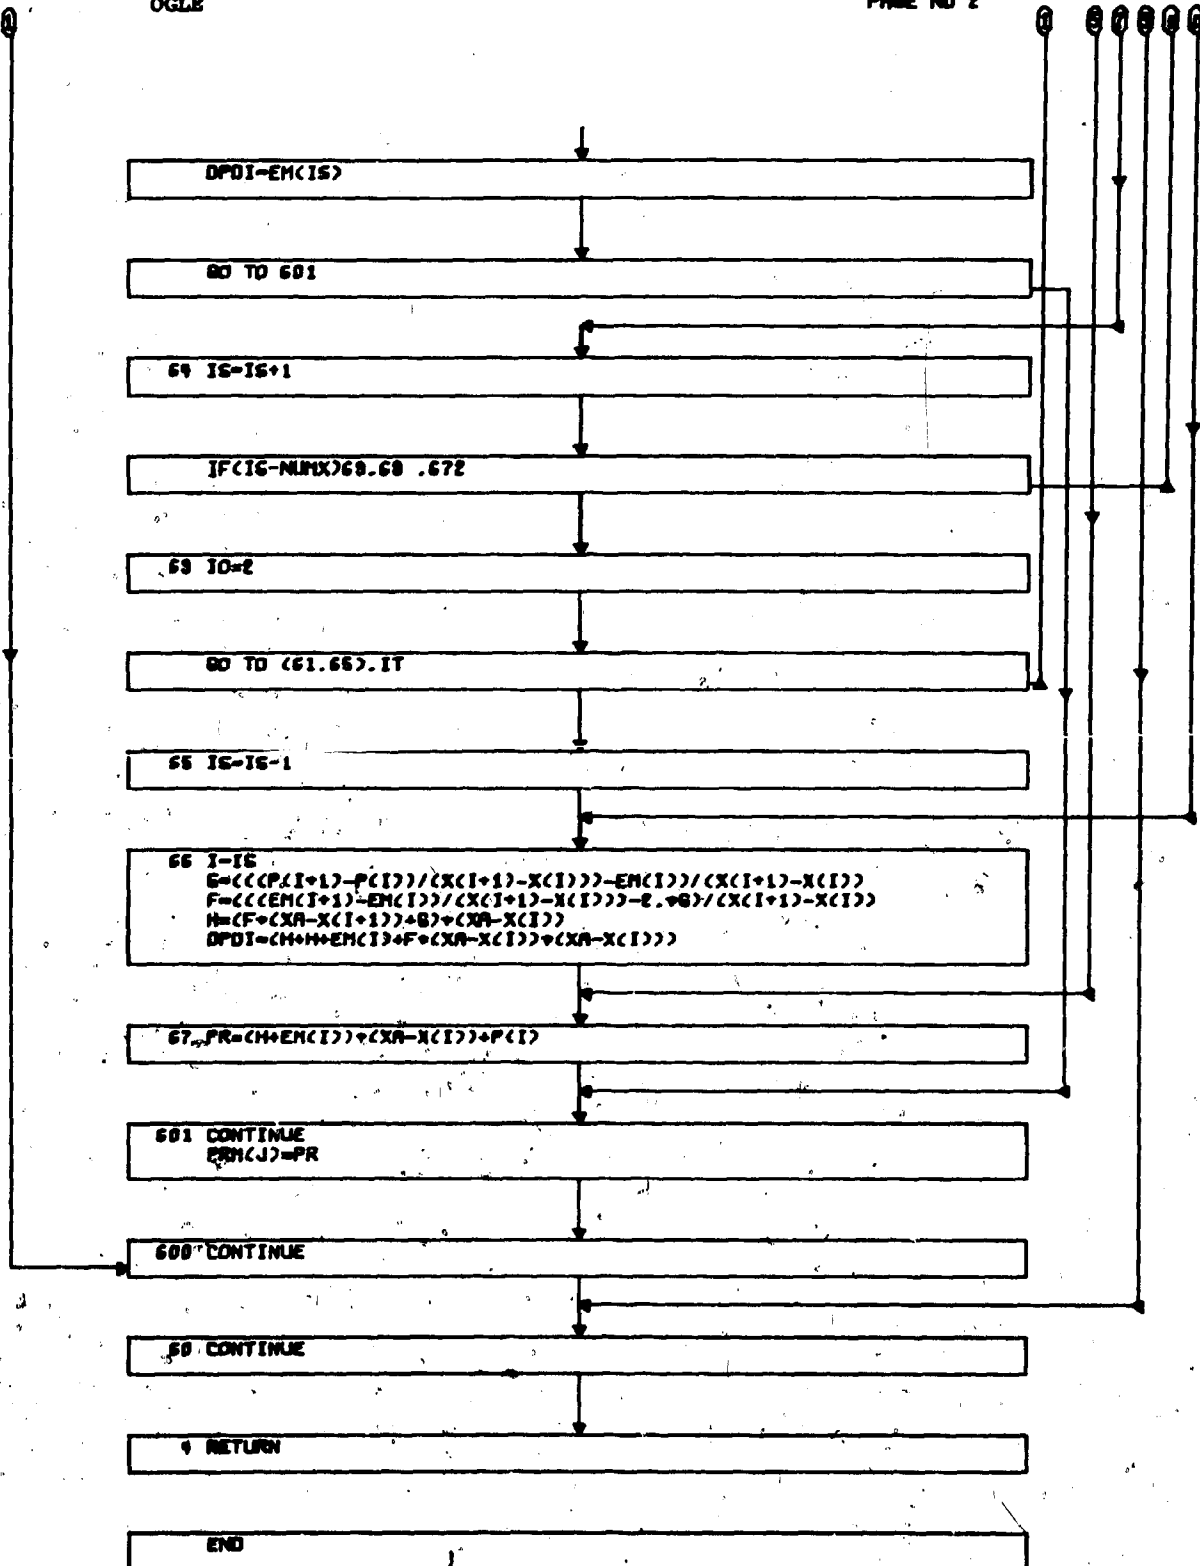 OGLE PAGE NO 2
DPDI=EM(IS)
GO TO 601
64 IS=IS+1
IF(IS-NUMX)63,63 ,672
63 IO=2
GO TO (61,65),IT
65 IS=IS-1
66 I=IS
G=(((P(I+1)-P(I))/(X(I+1)-X(I)))-EM(I))/(X(I+1)-X(I))
F=(((EM(I+1)-EM(I))/(X(I+1)-X(I)))-2.*G)/(X(I+1)-X(I))
H=(F*(XA-X(I+1))+G)*(XA-X(I))
DPDI=(H+H+EM(I)+F*(XA-X(I))*(XA-X(I)))
67 PR=(H+EM(I))*(XA-X(I))+P(I)
601 CONTINUE
PRM(J)=PR
600 CONTINUE
60 CONTINUE
4 RETURN
END